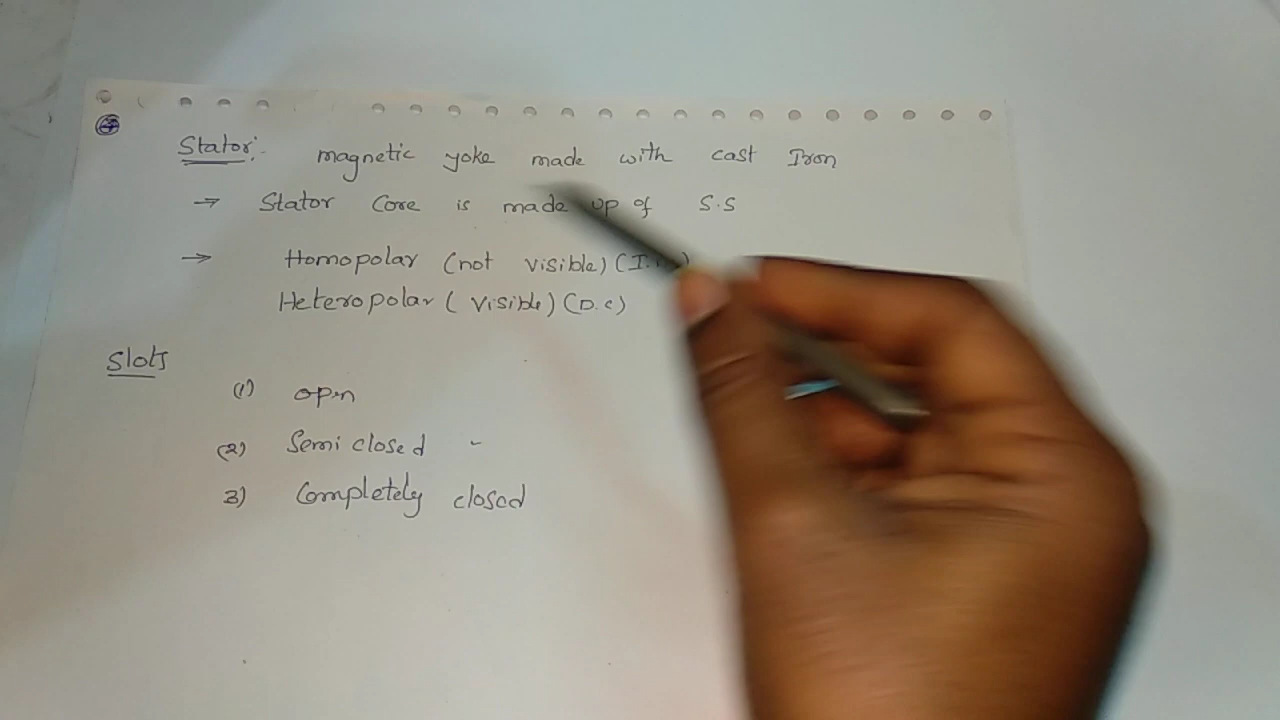 Stator:- magnetic yoke made with cast Iron
→ Stator Core is made up of S.S
→ Homopolar (not visible) (I.
Heteropolar (Visible) (D.C)
Slots
(1) open
(2) Semi closed -
3) Completely closed